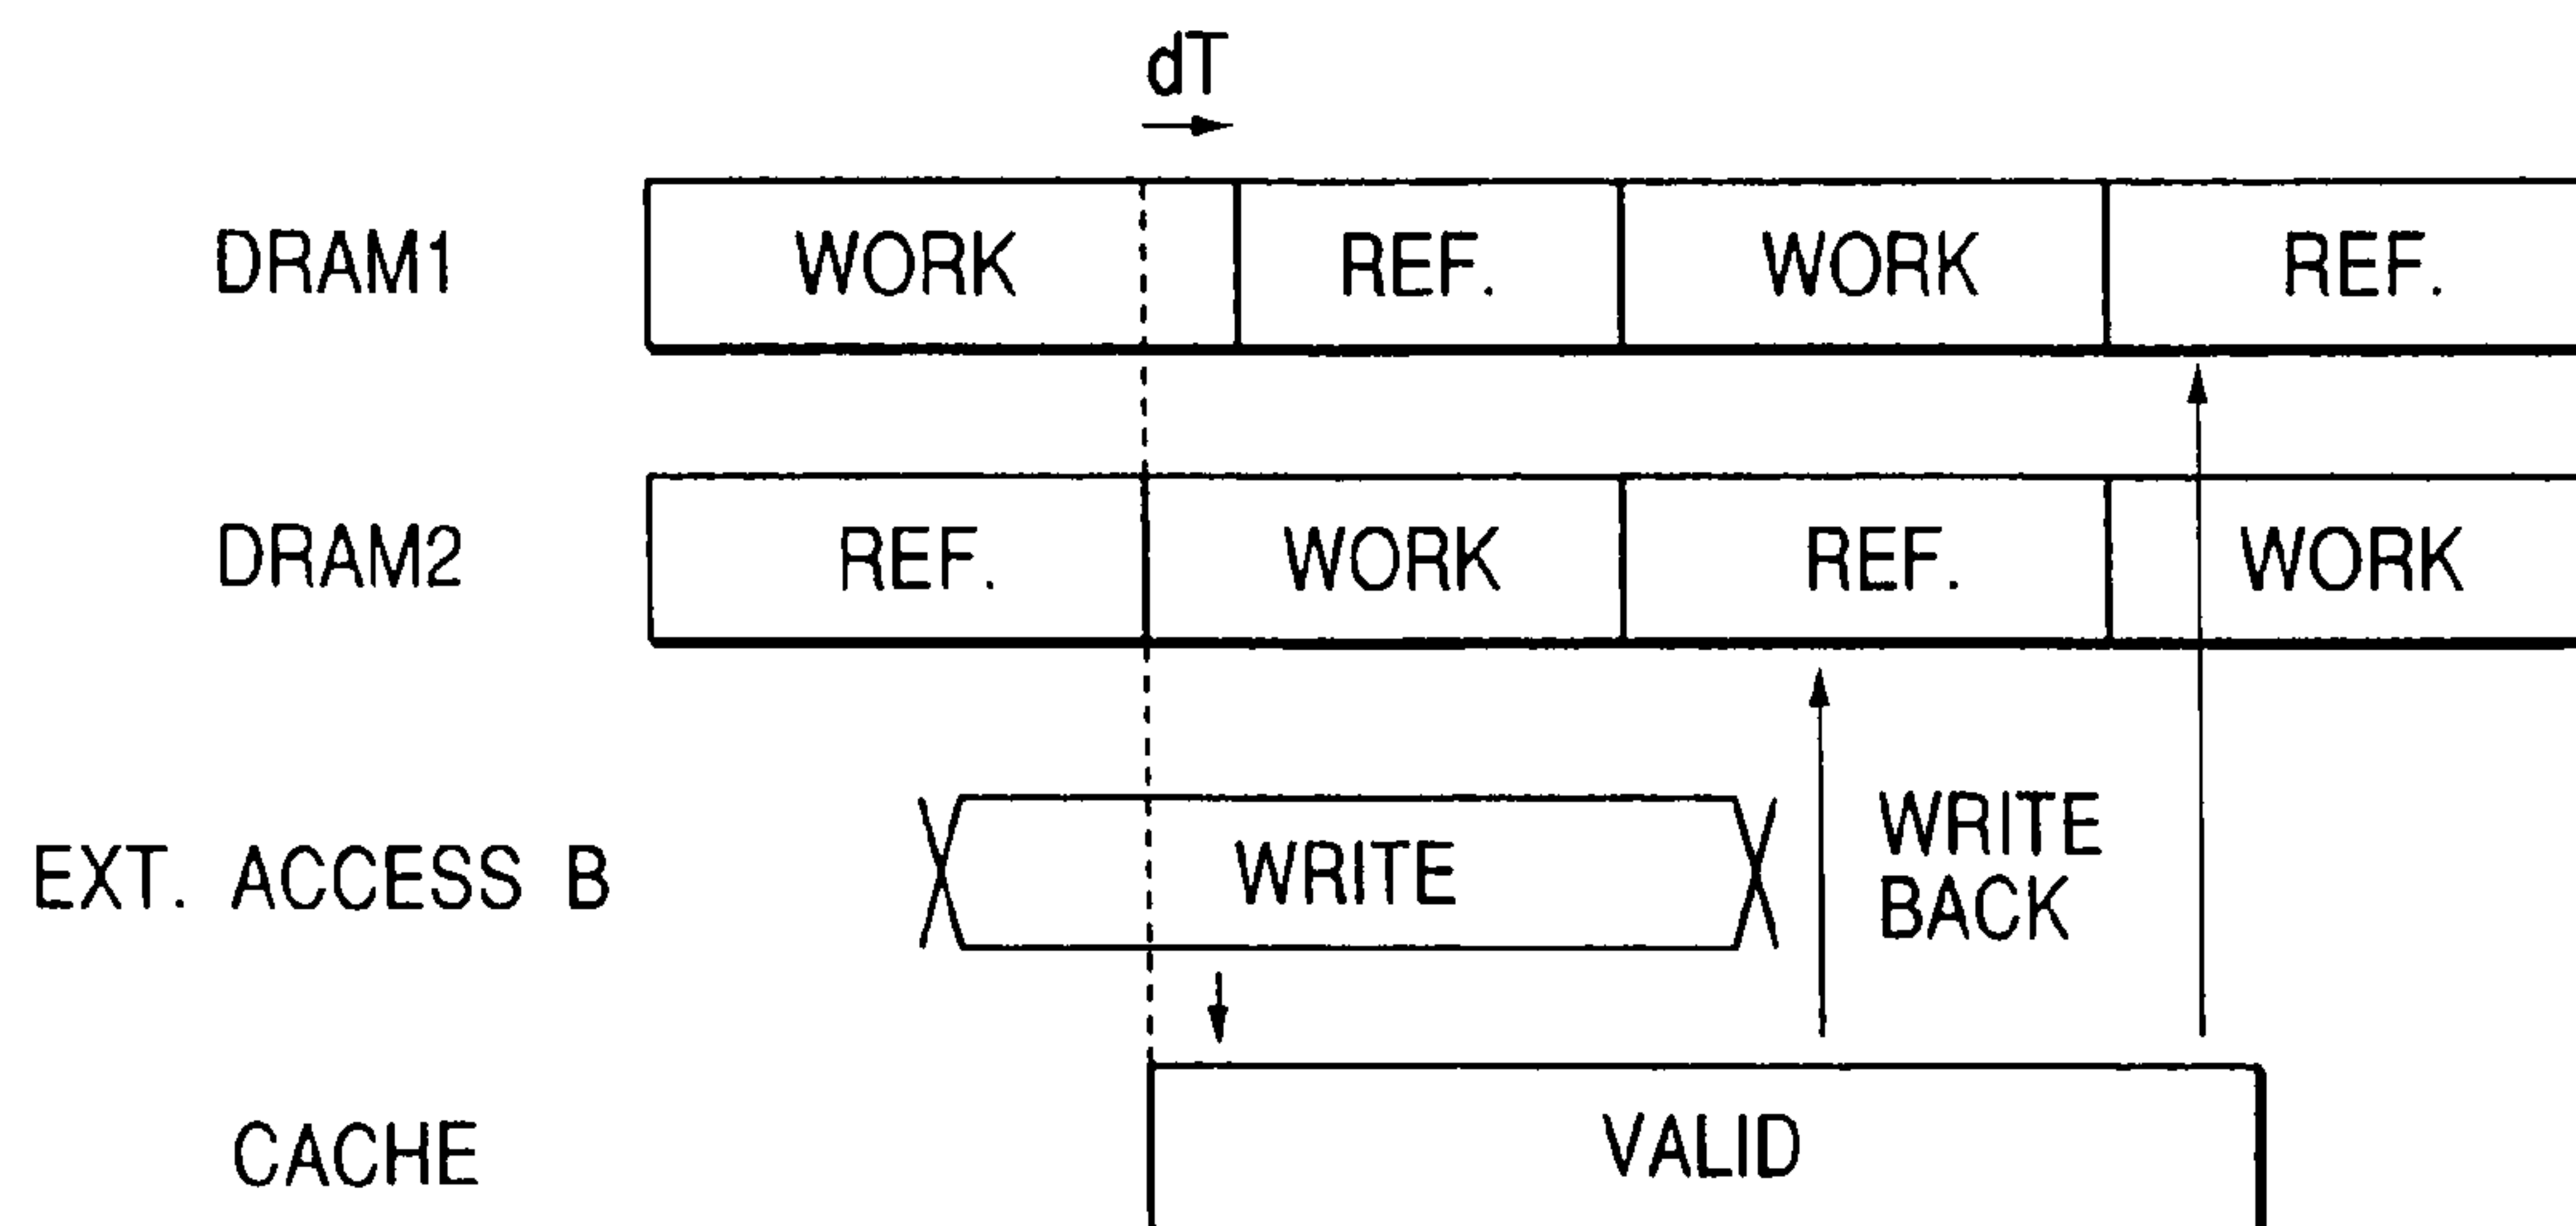 dT
DRAM1 WORK REF. WORK REF.
DRAM2 REF. WORK REF. WORK
EXT. ACCESS B WRITE WRITE
BACK
CACHE VALID